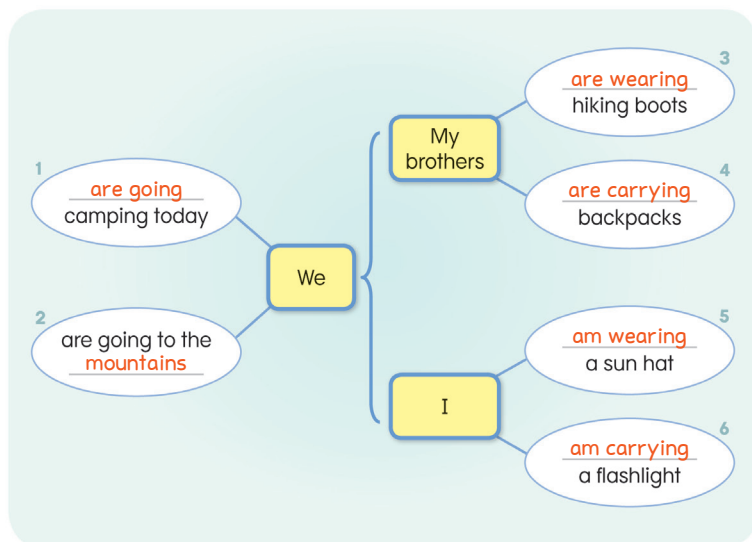 1
are going
camping today
2
are going to the
mountains
We
My
brothers
3
are wearing
hiking boots
4
are carrying
backpacks
I
5
am wearing
a sun hat
6
am carrying
a flashlight